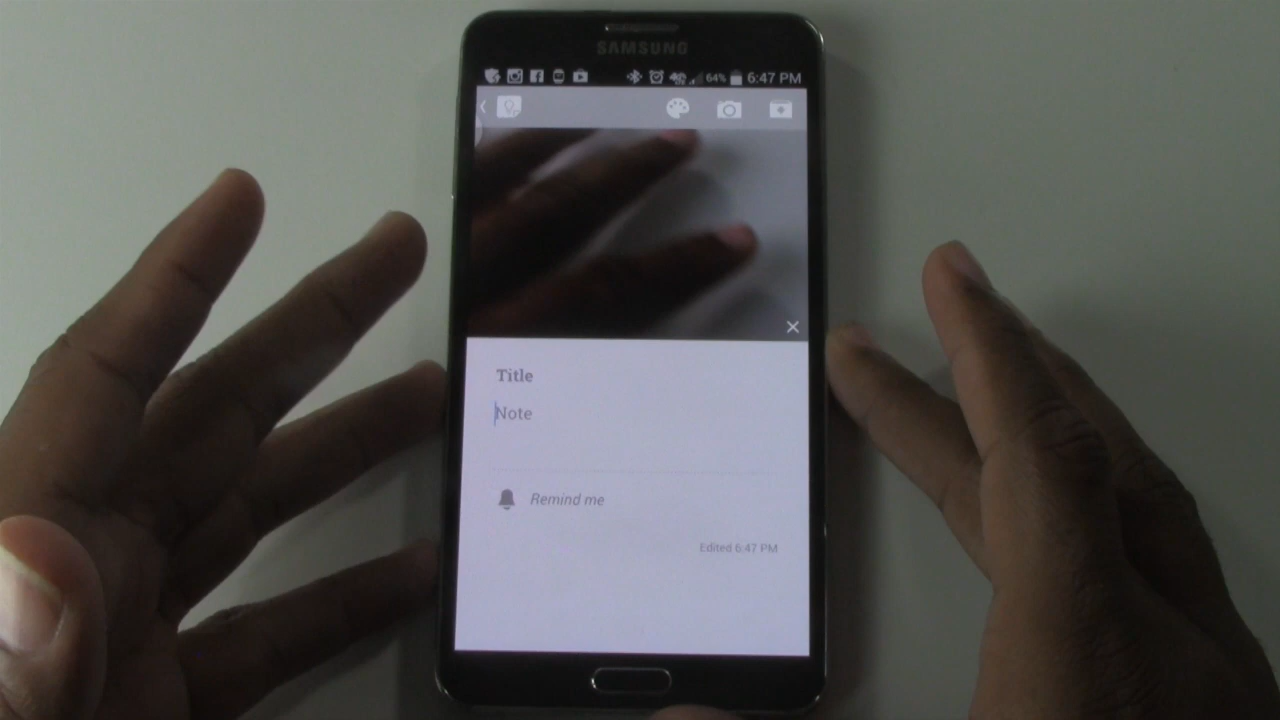 SAMSUNG
64% 6:47 PM
Title
Note
Remind me
Edited 6:47 PM